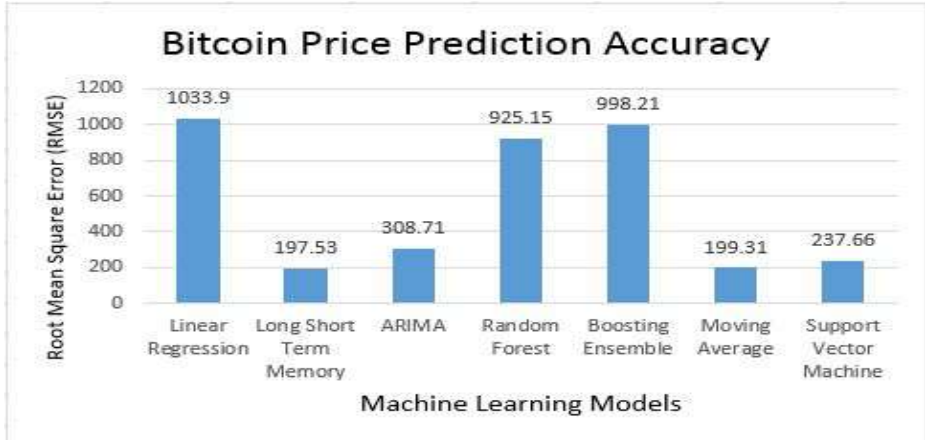 Bitcoin Price Prediction Accuracy
Root Mean Square Error (RMSE)
1200
1000
800
600
400
200
0
1033.9
197.53
308.71
925.15
998.21
199.31
237.66
Linear
Regression
Long Short
Term
Memory
ARIMA
Random
Forest
Boosting
Ensemble
Moving
Average
Support
Vector
Machine
Machine Learning Models